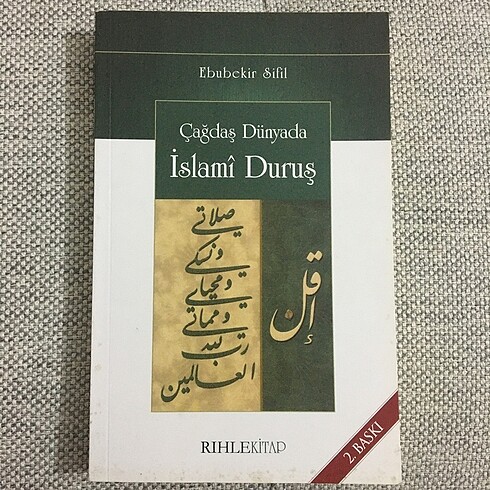 Ebubekir Sifil
Çağdaş Dünyada
İslamî Duruş
قل إن
صلاتي
ونسكي
ومحياي
ومماتي
لله رب
العالمين
2. BASKI
RIHLEKİTAP